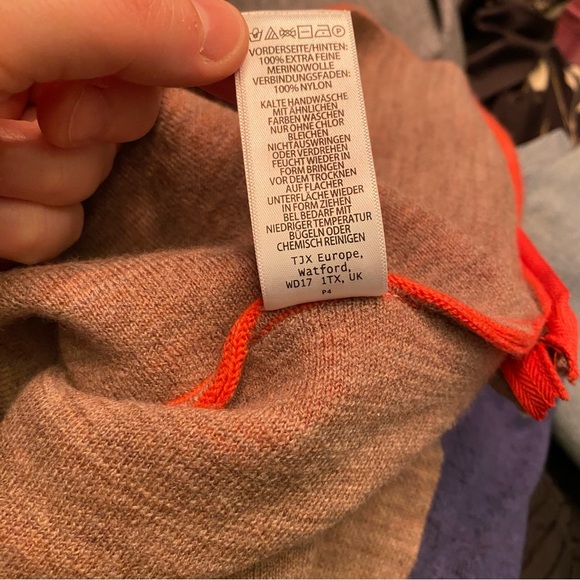 VORDERSEITE/HINTEN:
100% EXTRA FEINE
MERINOWOLLE
VERBINDUNGSFADEN:
100% NYLON
KALTE HANDWÄSCHE
MIT ÄHNLICHEN
FARBEN WASCHEN
NUR OHNE CHLOR
BLEICHEN
NICHT AUSWRINGEN
ODER VERDREHEN
FEUCHT WIEDER IN
FORM BRINGEN
VOR DEM TROCKNEN
AUF FLACHER
UNTERFLÄCHE WIEDER
IN FORM ZIEHEN
BEI BEDARF MIT
NIEDRIGER TEMPERATUR
BÜGELN ODER
CHEMISCH REINIGEN
TJX Europe,
Watford,
WD17 1TX, UK
P4